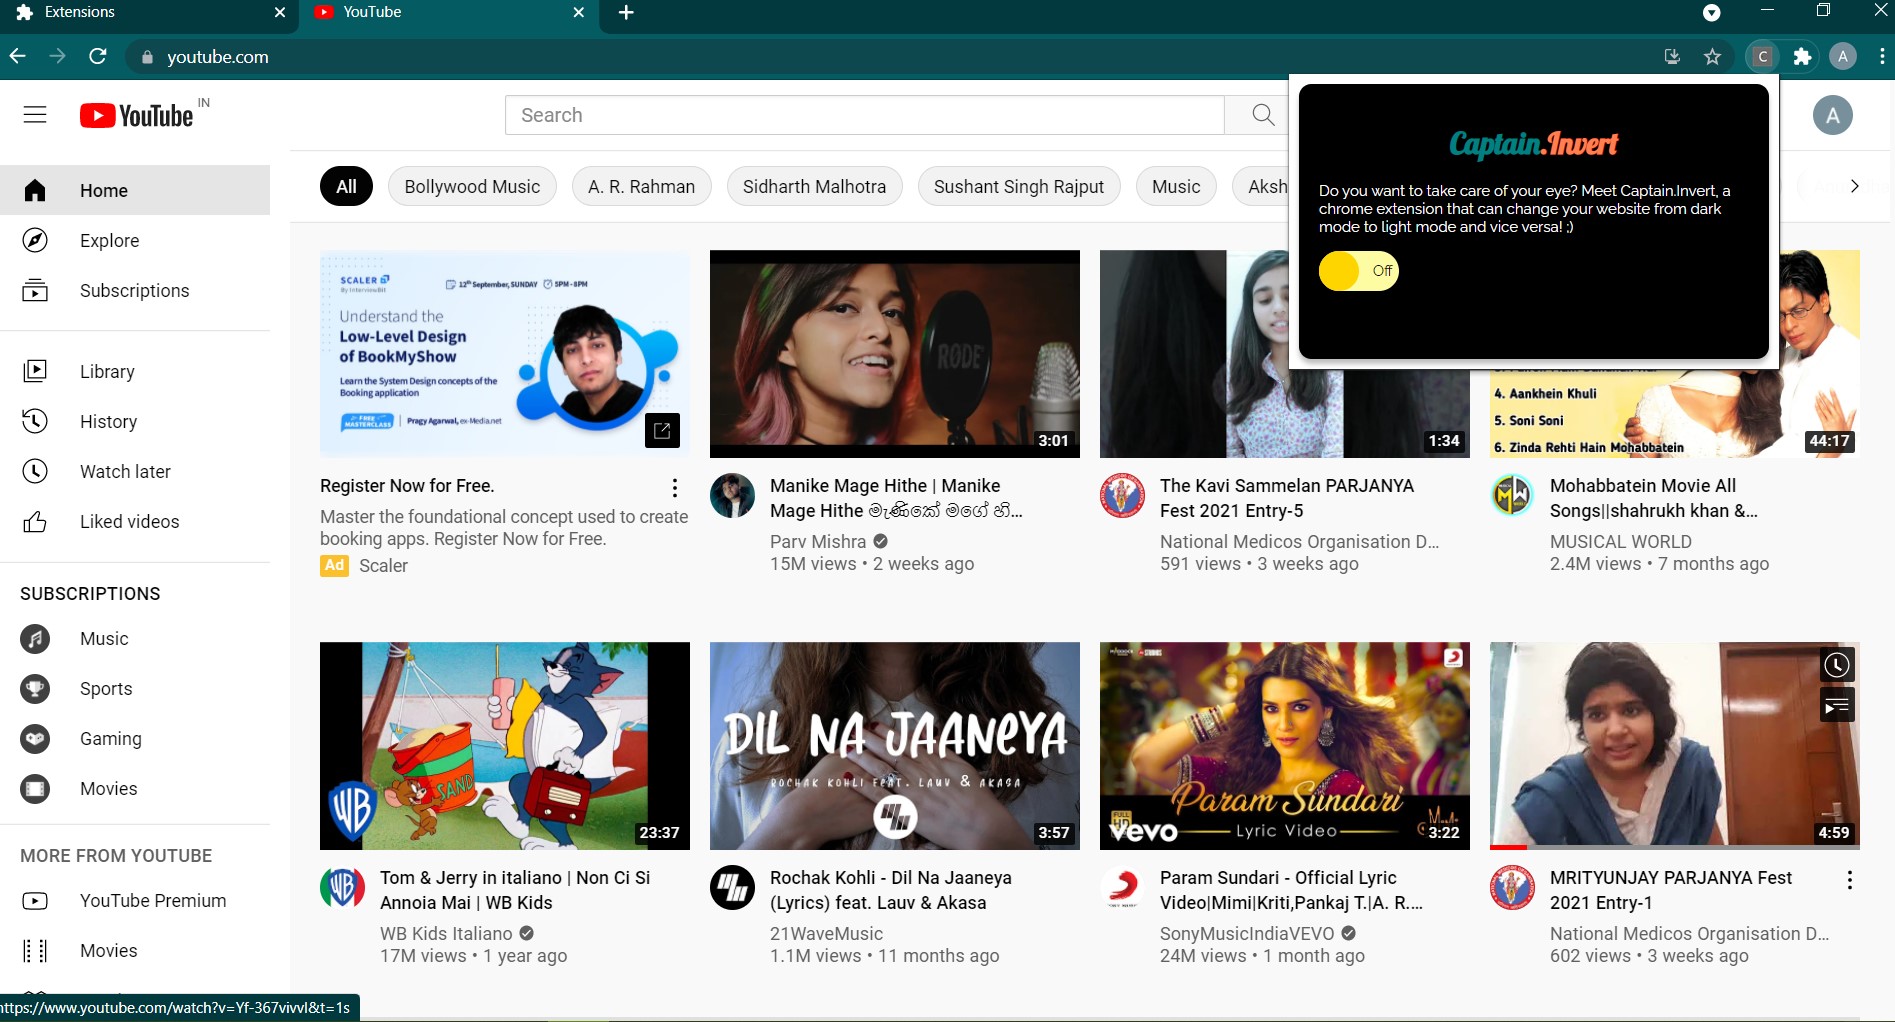 Extensions
YouTube
youtube.com
C
A
YouTube IN
Search
A
Captain.Invert
Do you want to take care of your eye? Meet Captain.Invert, a
chrome extension that can change your website from dark
mode to light mode and vice versa! ;)
Off
Home
Explore
Subscriptions
Library
History
Watch later
Liked videos
SUBSCRIPTIONS
Music
Sports
Gaming
Movies
MORE FROM YOUTUBE
YouTube Premium
Movies
https://www.youtube.com/watch?v=Yf-367vivvI&t=1s
All
Bollywood Music
A. R. Rahman
Sidharth Malhotra
Sushant Singh Rajput
Music
Aksh
SCALER
By InterviewBit
12th September, SUNDAY
5PM - 8PM
Understand the
Low-Level Design
of BookMyShow
Learn the System Design concepts of the
Booking application
FREE
MASTERCLASS
Pragy Agarwal, ex-Media.net
Register Now for Free.
Master the foundational concept used to create
booking apps. Register Now for Free.
Ad Scaler
RODE
3:01
Manike Mage Hithe | Manike
Mage Hithe මැණිකේ මගේ හි...
Parv Mishra
15M views • 2 weeks ago
1:34
The Kavi Sammelan PARJANYA
Fest 2021 Entry-5
National Medicos Organisation D...
591 views • 3 weeks ago
4. Aankhein Khuli
5. Soni Soni
6. Zinda Rehti Hain Mohabbatein
44:17
Mohabbatein Movie All
Songs||shahrukh khan &...
MUSICAL WORLD
2.4M views • 7 months ago
SAND
WB
23:37
WB
Tom & Jerry in italiano | Non Ci Si
Annoia Mai | WB Kids
WB Kids Italiano
17M views • 1 year ago
DIL NA JAANEYA
ROCHAK KOHLI FEAT. LAUV & AKASA
3:57
Rochak Kohli - Dil Na Jaaneya
(Lyrics) feat. Lauv & Akasa
21WaveMusic
1.1M views • 11 months ago
Param Sundari
Lyric Video
FULL
HD
vevo
3:22
Param Sundari - Official Lyric
Video|Mimi|Kriti,Pankaj T.|A. R....
SonyMusicIndiaVEVO
24M views • 1 month ago
4:59
MRITYUNJAY PARJANYA Fest
2021 Entry-1
National Medicos Organisation D...
602 views • 3 weeks ago